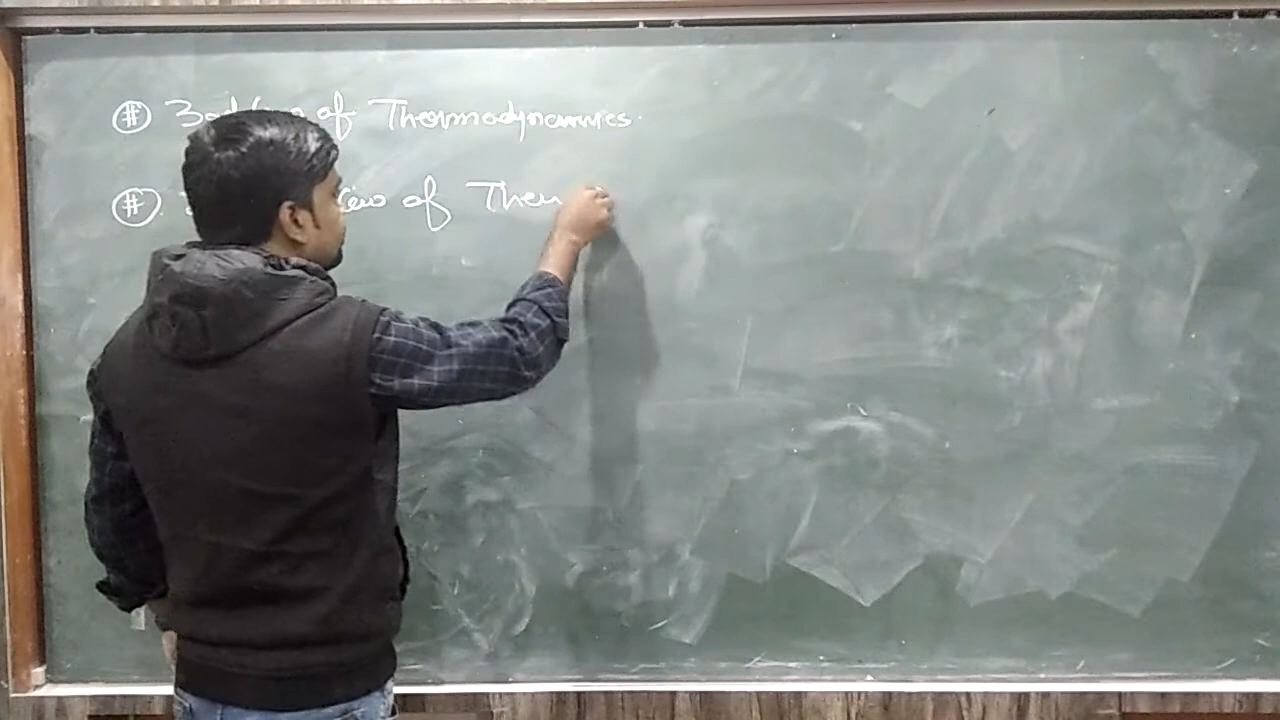 # 3rd Law of Thermodynamics.
# Law of Ther